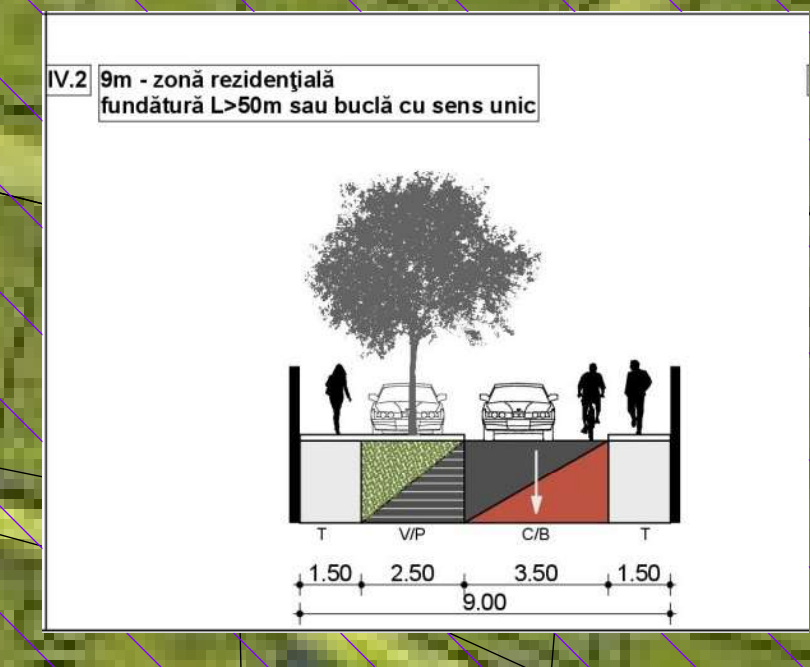 IV.2 9m - zonă rezidenţială
fundătură L>50m sau buclă cu sens unic
T V/P C/B T
1.50 2.50 3.50 1.50
9.00